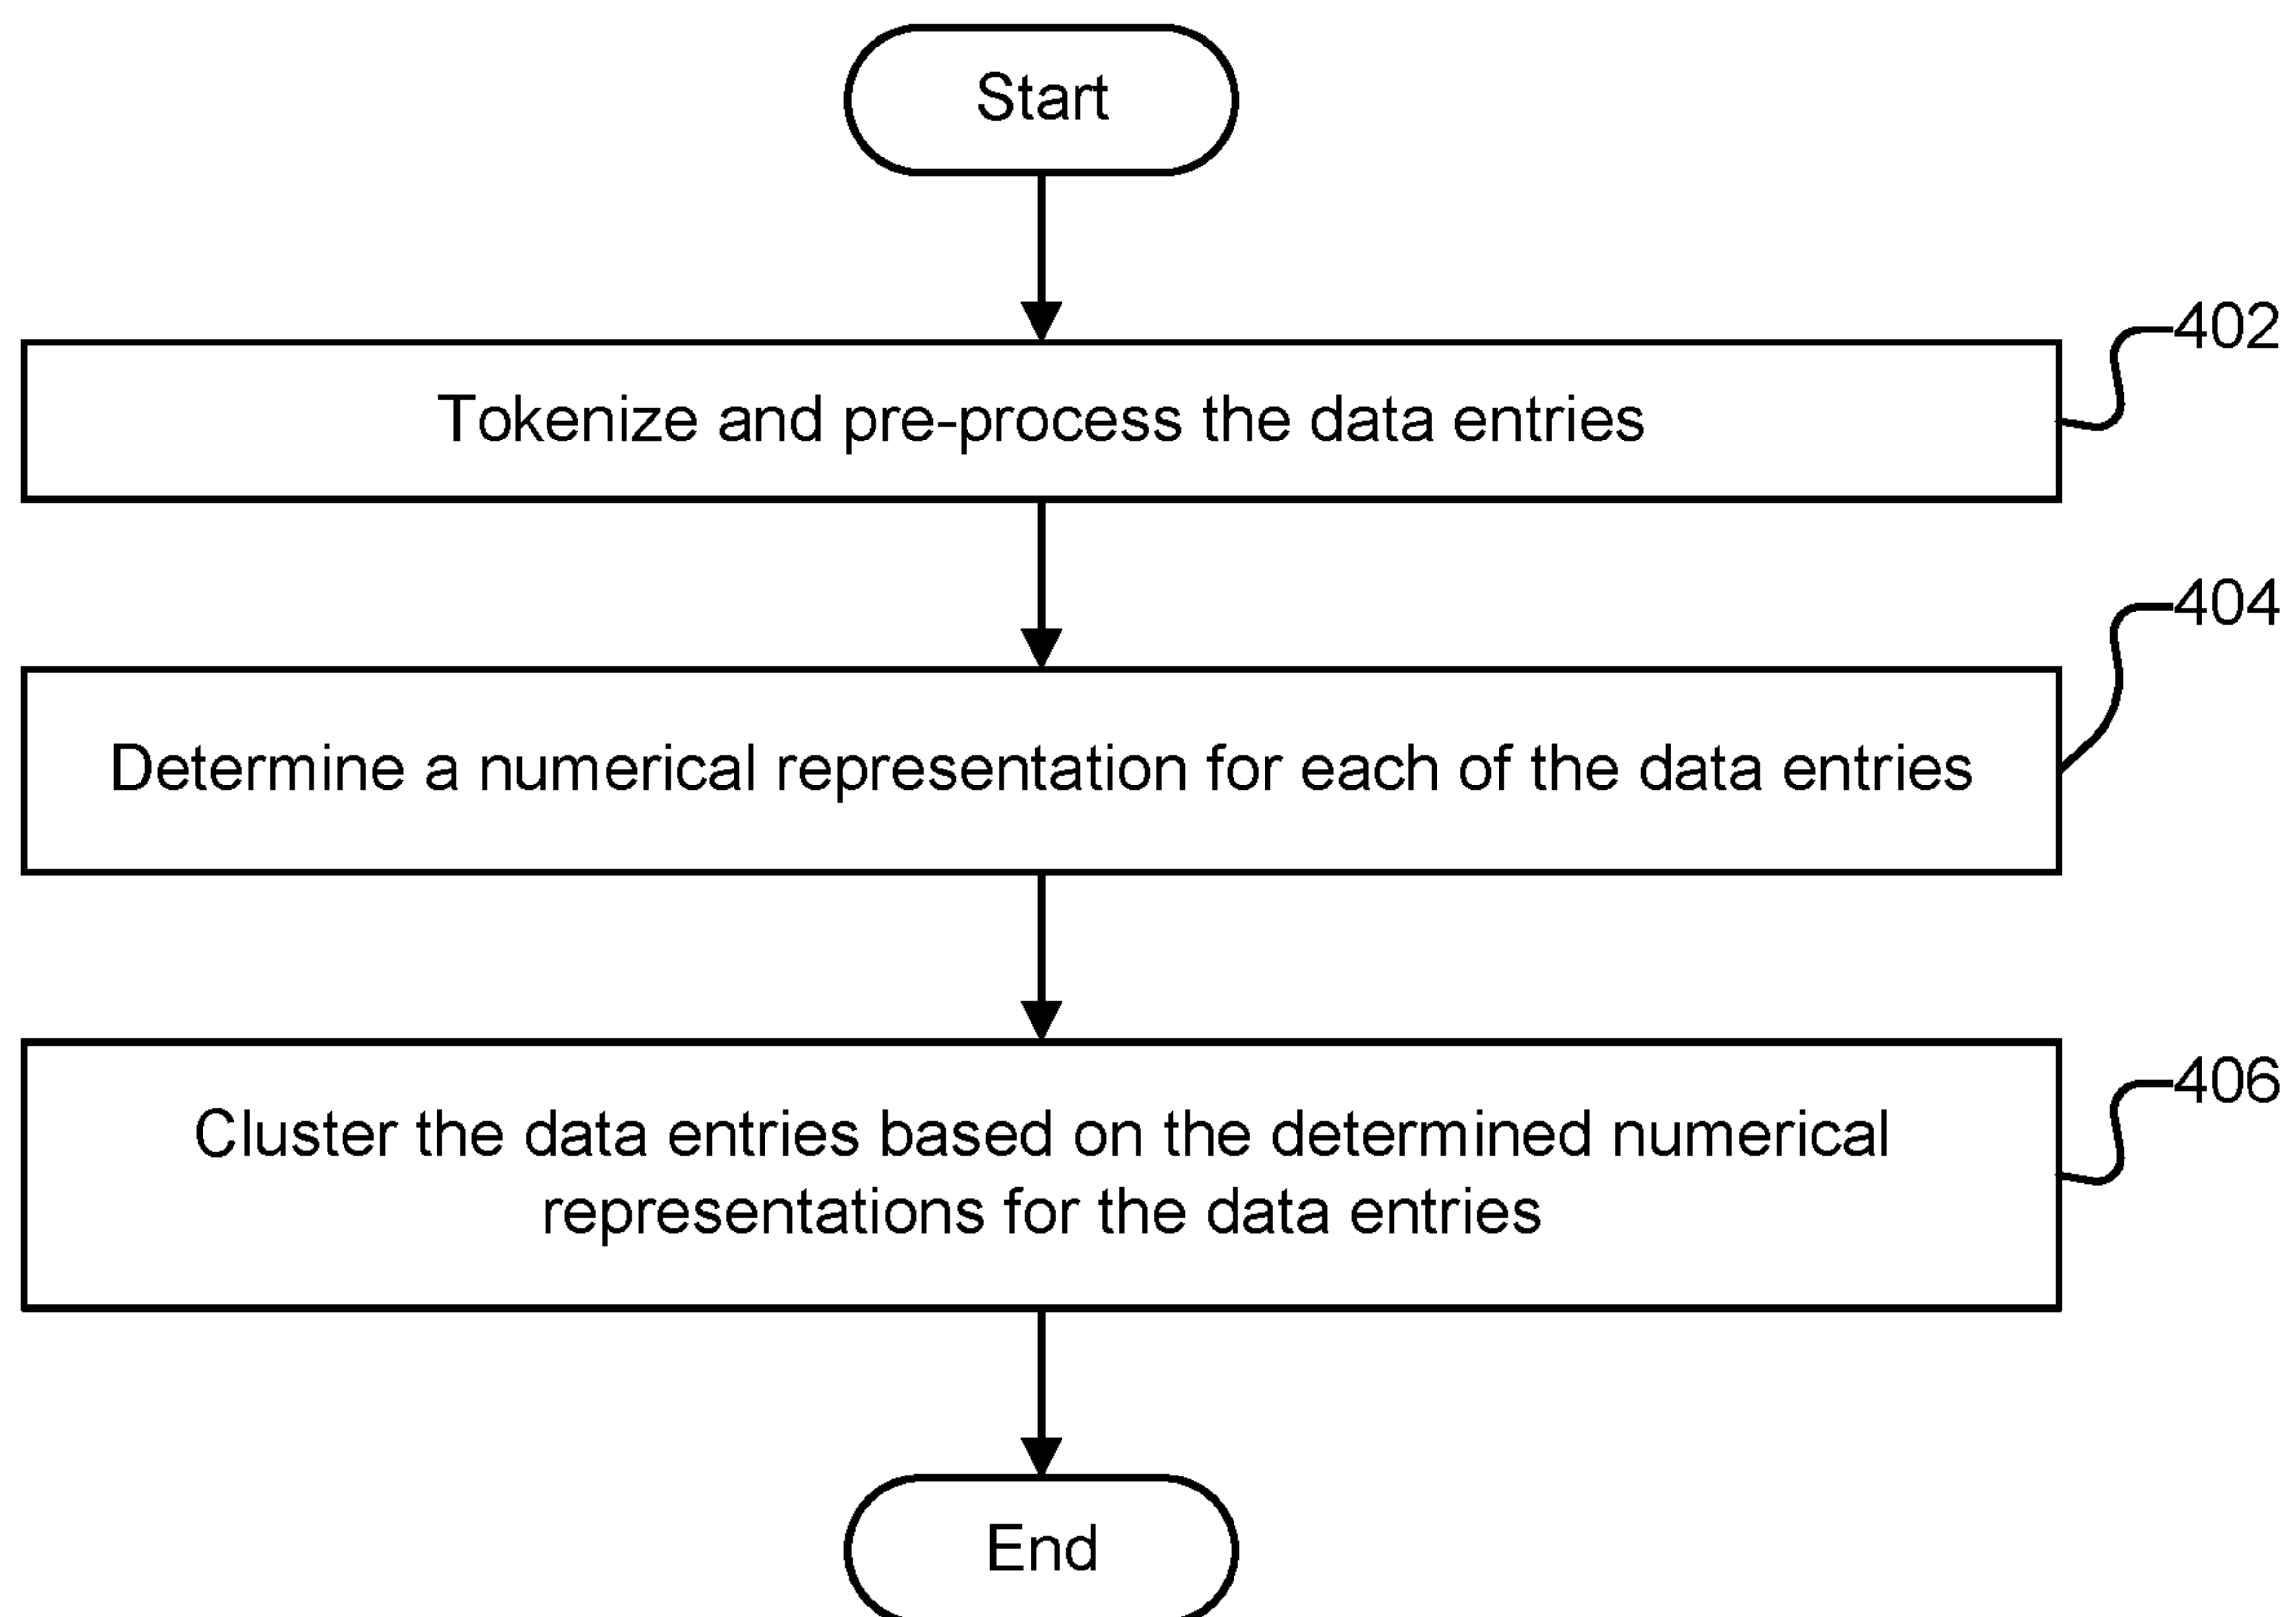 Start
402
Tokenize and pre-process the data entries
404
Determine a numerical representation for each of the data entries
406
Cluster the data entries based on the determined numerical
representations for the data entries
End